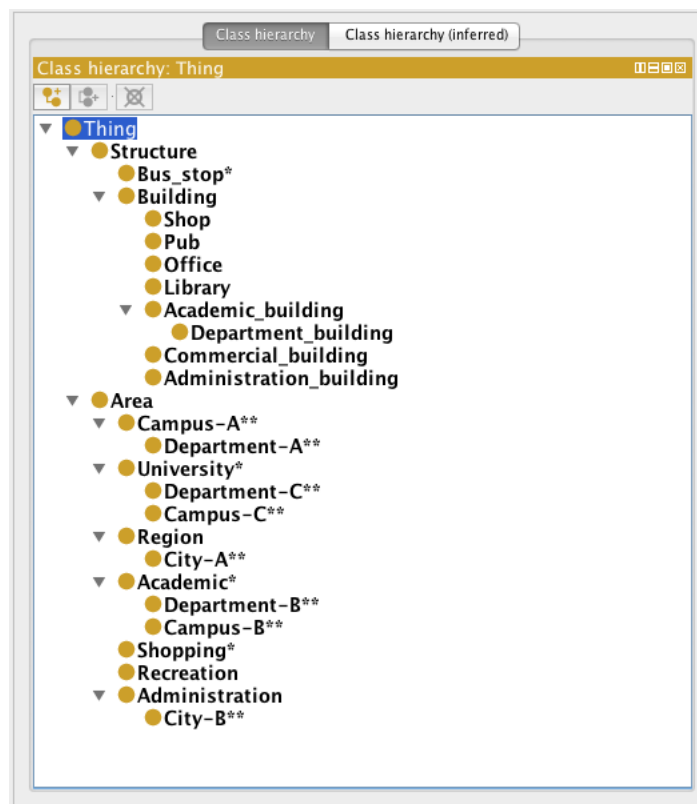 Class hierarchy Class hierarchy (inferred)
Class hierarchy: Thing
Thing
Structure
Bus_stop*
Building
Shop
Pub
Office
Library
Academic_building
Department_building
Commercial_building
Administration_building
Area
Campus-A**
Department-A**
University*
Department-C**
Campus-C**
Region
City-A**
Academic*
Department-B**
Campus-B**
Shopping*
Recreation
Administration
City-B**